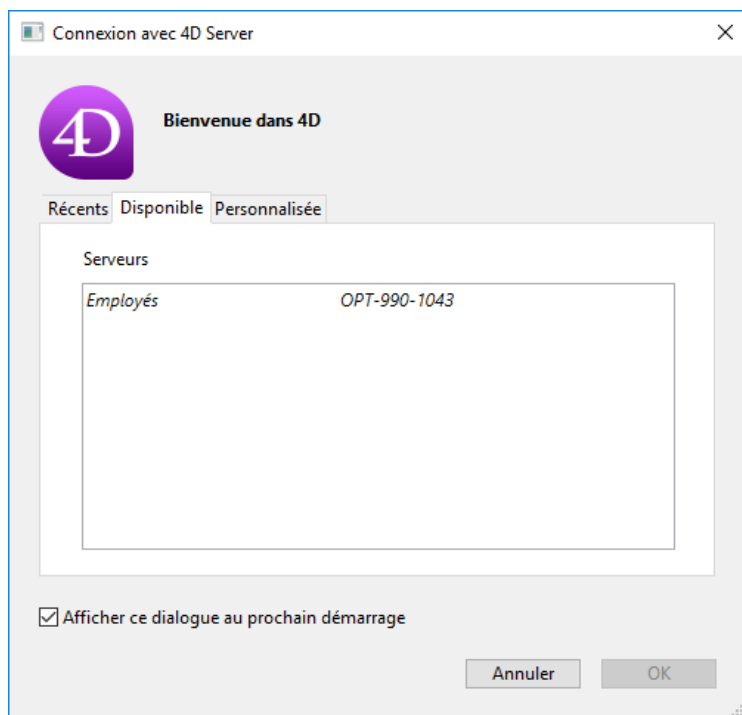 Connexion avec 4D Server
4D
Bienvenue dans 4D
Récents Disponible Personnalisée
Serveurs
Employés OPT-990-1043
Afficher ce dialogue au prochain démarrage
Annuler OK